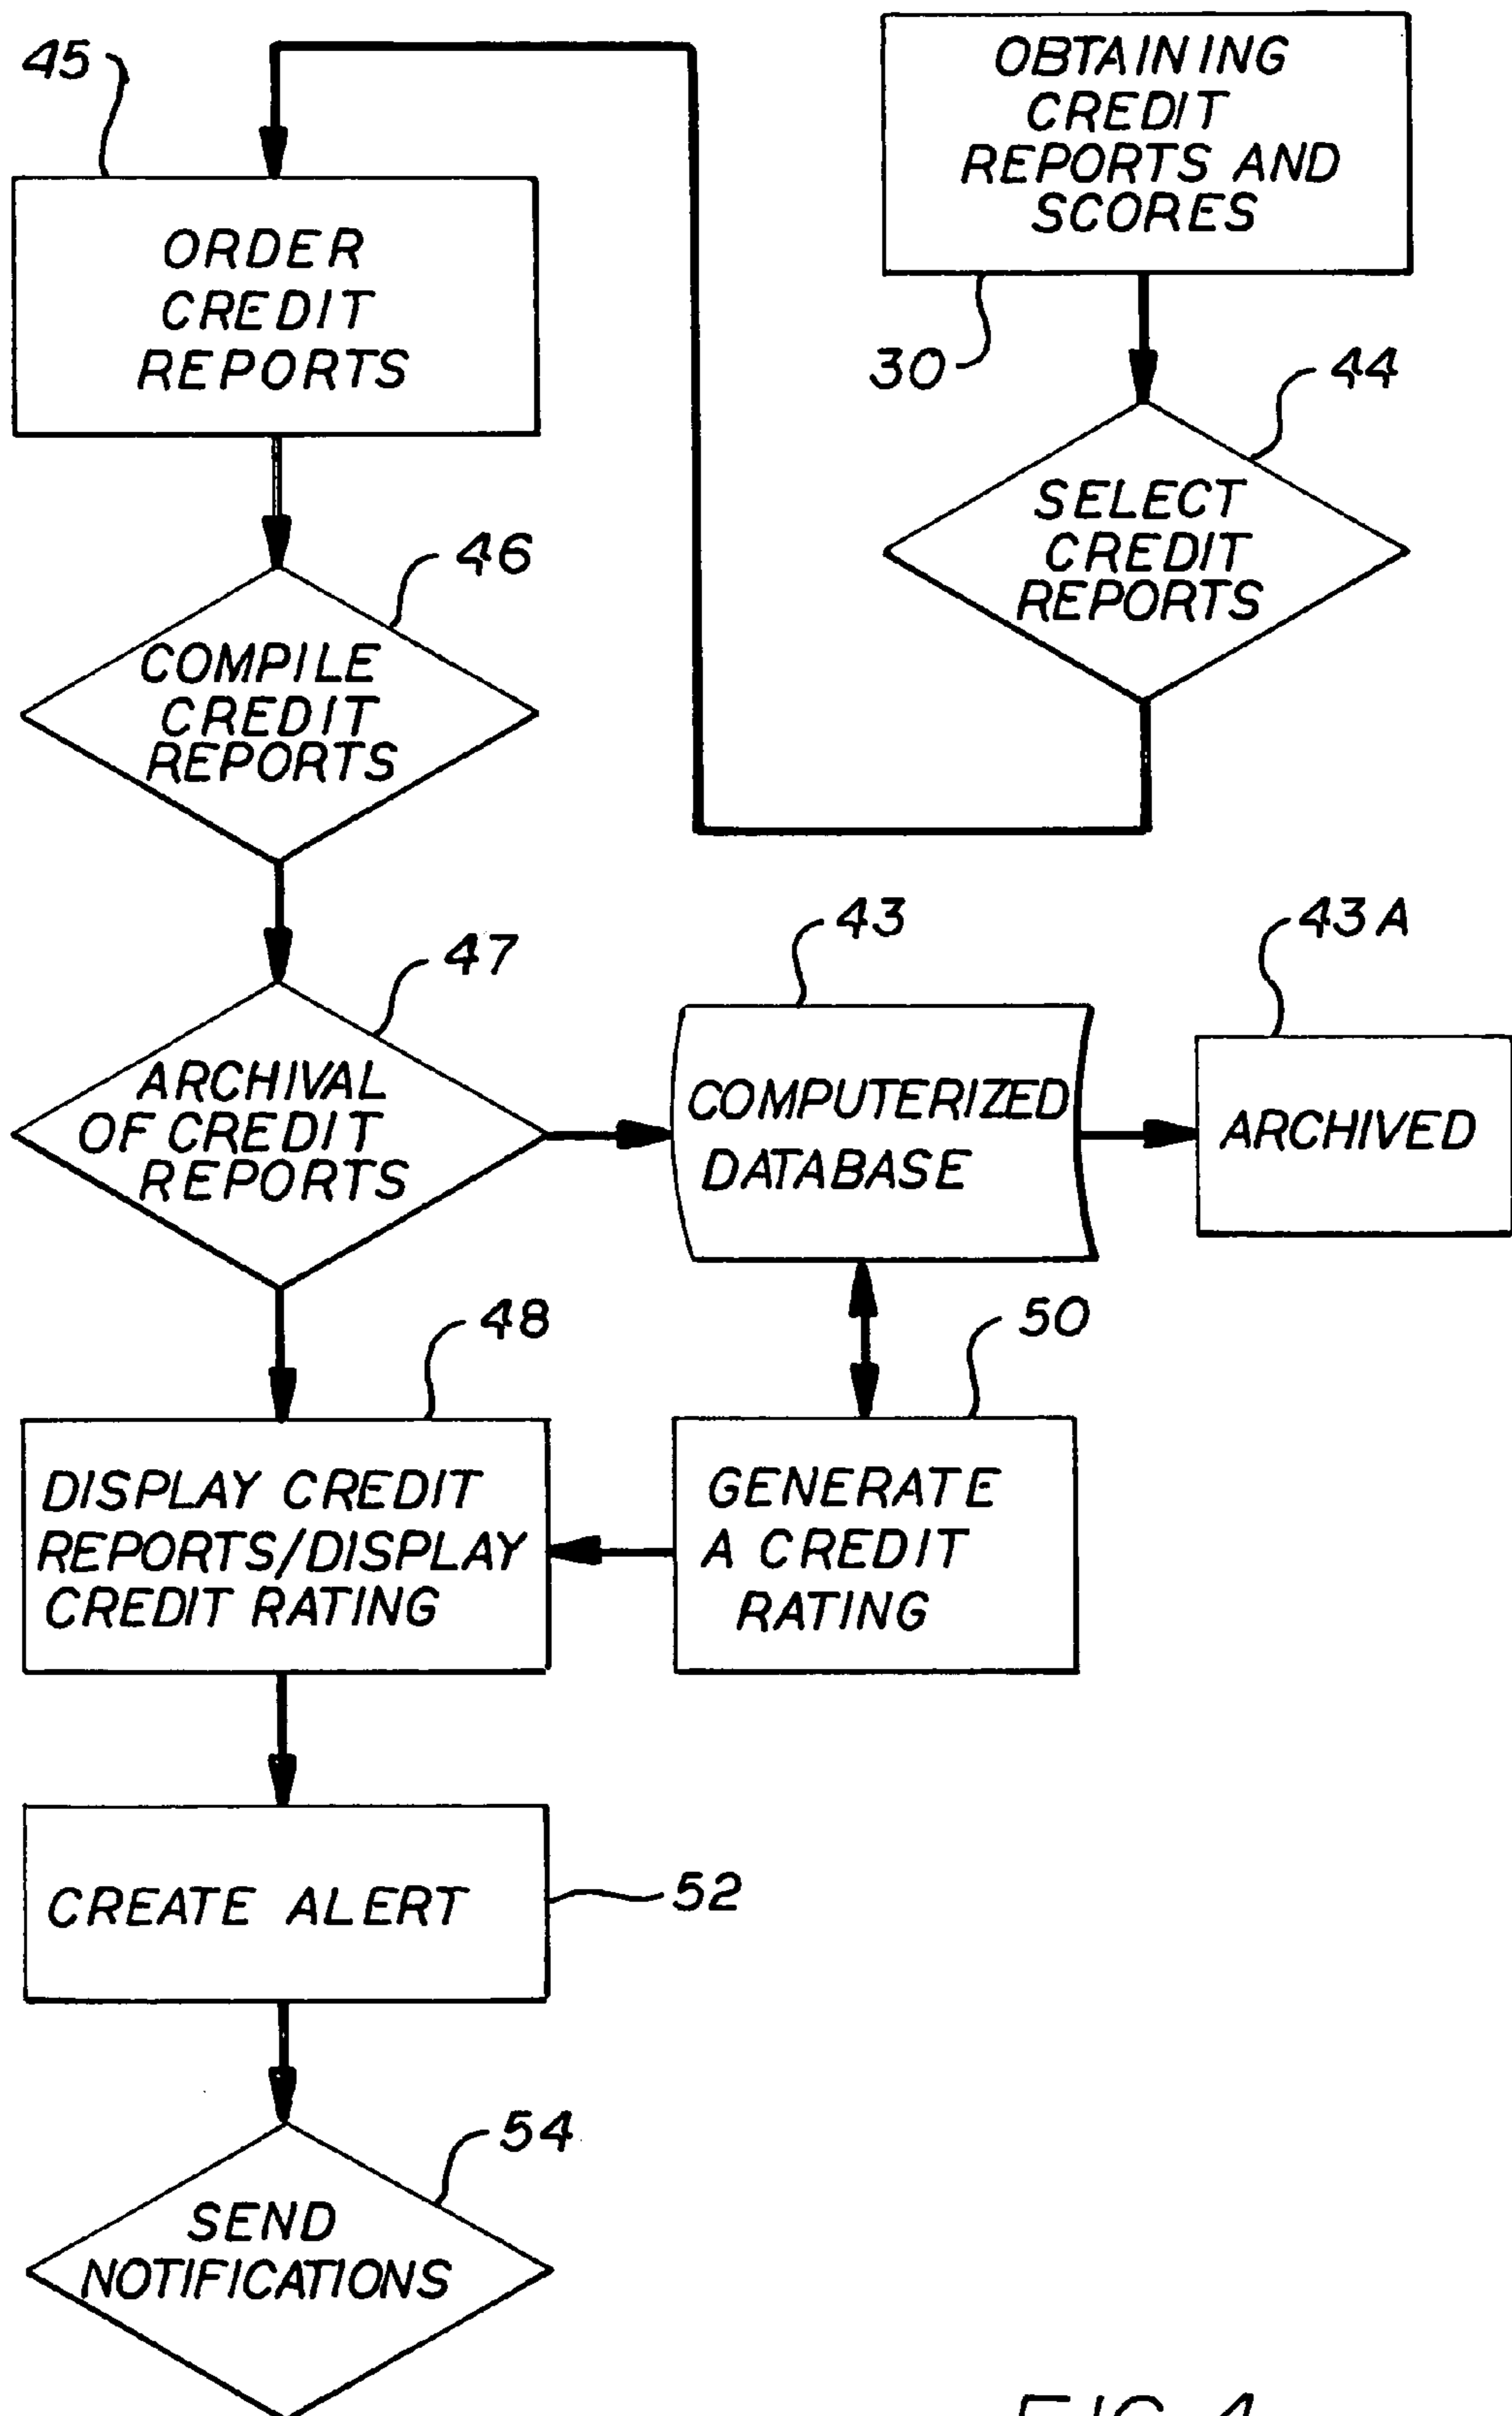 45
OBTAINING
CREDIT
REPORTS AND
SCORES
ORDER
CREDIT
REPORTS
30
44
SELECT
CREDIT
REPORTS
46
COMPILE
CREDIT
REPORTS
47
ARCHIVAL
OF CREDIT
REPORTS
43
COMPUTERIZED
DATABASE
43A
ARCHIVED
48
DISPLAY CREDIT
REPORTS/DISPLAY
CREDIT RATING
50
GENERATE
A CREDIT
RATING
CREATE ALERT
52
54
SEND
NOTIFICATIONS